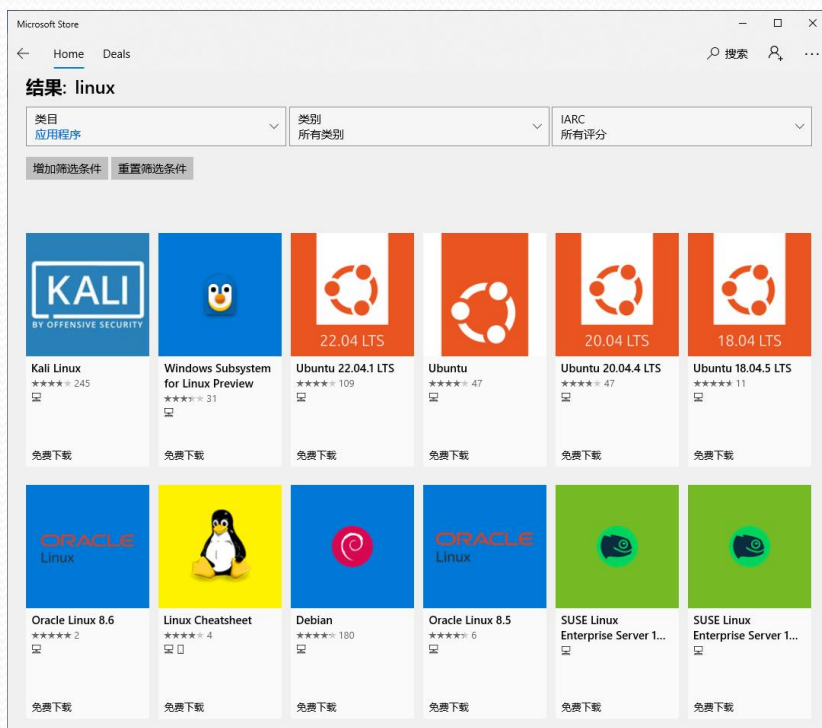 Microsoft Store
Home Deals 搜索
结果: linux
类目 类别 IARC
应用程序 所有类别 所有评分
增加筛选条件 重置筛选条件
KALI
BY OFFENSIVE SECURITY
22.04 LTS 20.04 LTS 18.04 LTS
Kali Linux
245
免费下载
Windows Subsystem
for Linux Preview
31
免费下载
Ubuntu 22.04.1 LTS
109
免费下载
Ubuntu
47
免费下载
Ubuntu 20.04.4 LTS
47
免费下载
Ubuntu 18.04.5 LTS
11
免费下载
ORACLE
Linux
Oracle Linux 8.6
2
免费下载
Linux Cheatsheet
4
免费下载
Debian
180
免费下载
ORACLE
Linux
Oracle Linux 8.5
6
免费下载
SUSE Linux
Enterprise Server 1...
免费下载
SUSE Linux
Enterprise Server 1...
免费下载